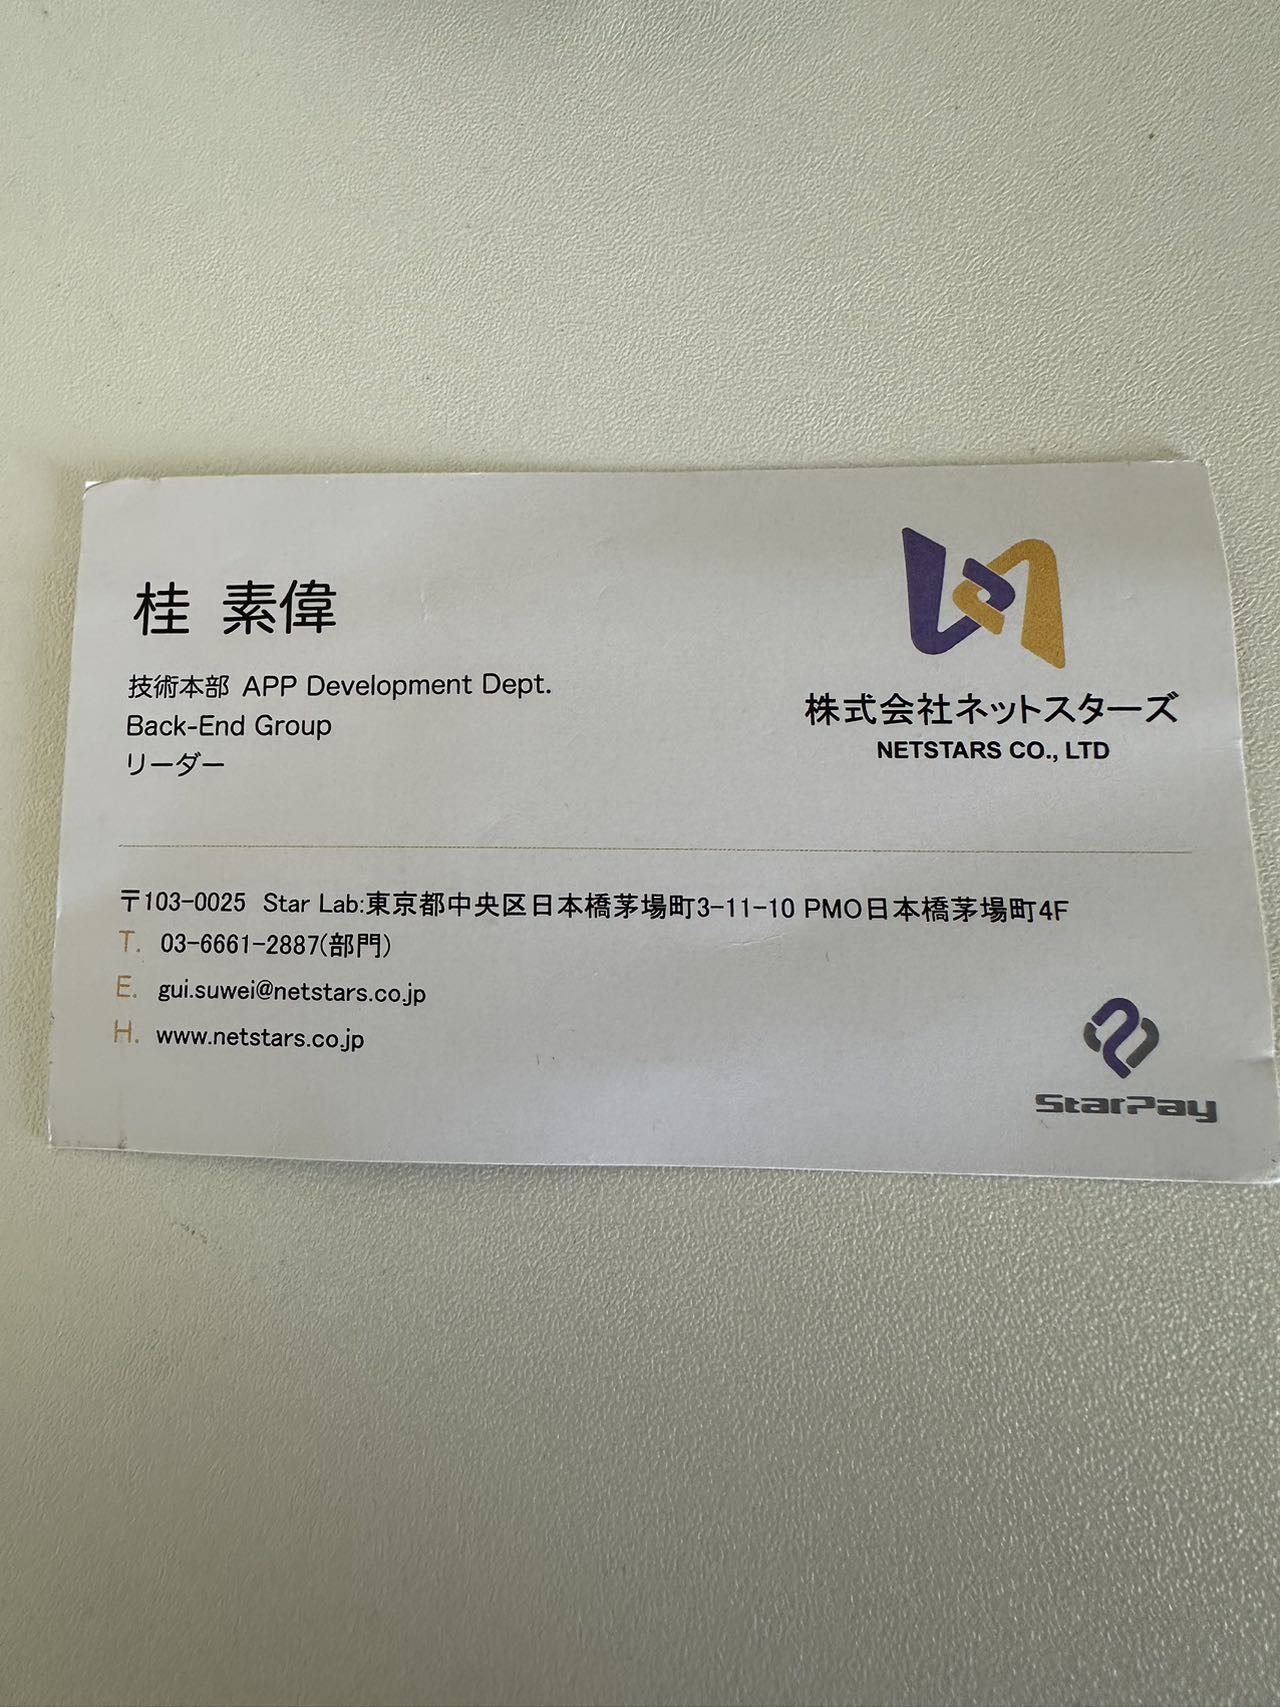 桂 素偉
技術本部 APP Development Dept.
Back-End Group
リーダー
株式会社ネットスターズ
NETSTARS CO., LTD
〒103-0025 Star Lab:東京都中央区日本橋茅場町3-11-10 PMO日本橋茅場町4F
T. 03-6661-2887(部門)
E. gui.suwei@netstars.co.jp
H. www.netstars.co.jp
StarPay